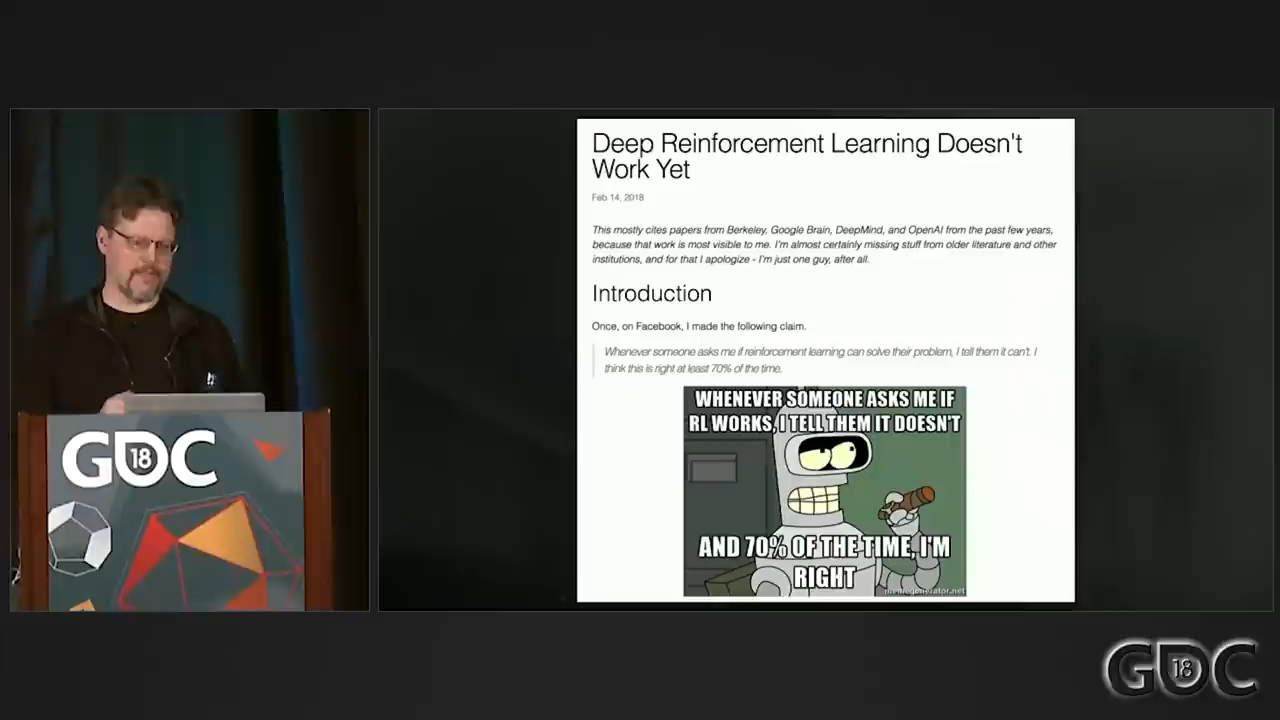 Deep Reinforcement Learning Doesn't
Work Yet
Feb 14, 2018
This mostly cites papers from Berkeley, Google Brain, DeepMind, and OpenAI from the past few years,
because that work is most visible to me. I'm almost certainly missing stuff from older literature and other
institutions, and for that I apologize - I'm just one guy, after all.
Introduction
Once, on Facebook, I made the following claim.
Whenever someone asks me if reinforcement learning can solve their problem, I tell them it can't. I
think this is right at least 70% of the time.
WHENEVER SOMEONE ASKS ME IF
RL WORKS, I TELL THEM IT DOESN'T
AND 70% OF THE TIME, I'M
RIGHT
memegenerator.net
GDC 18
GDC 18